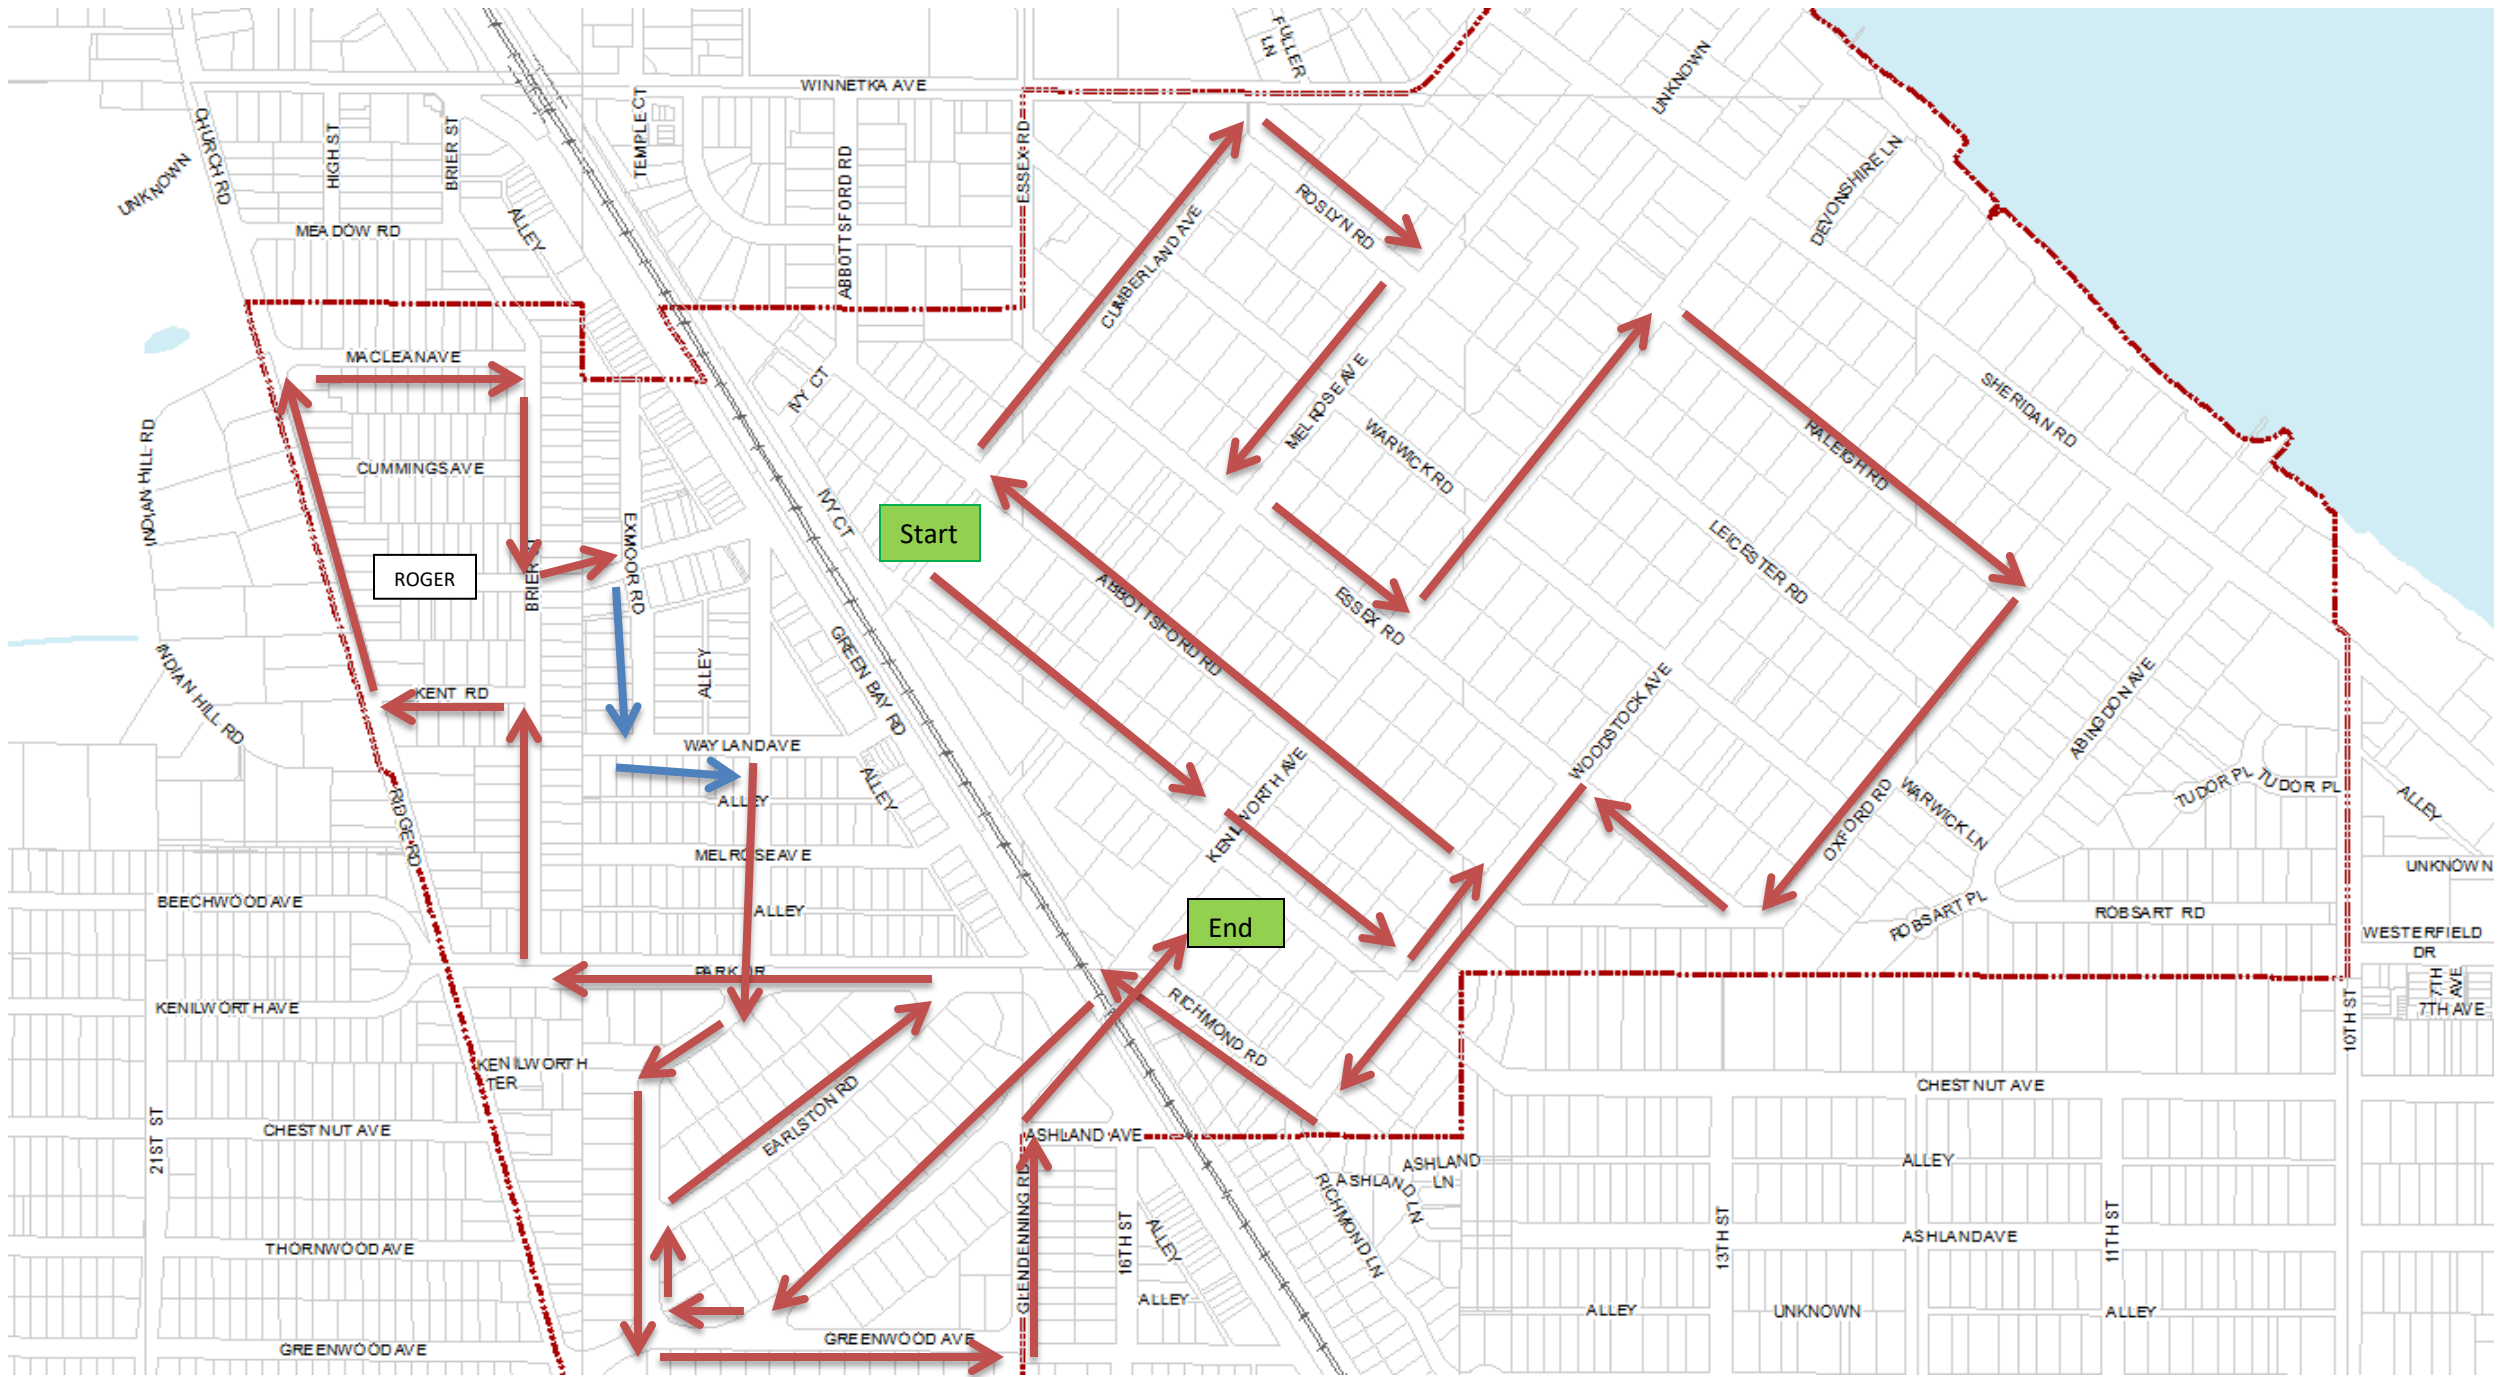 FULLER
LN
UNKNOWN
WINNETKA AVE
TEMPLE CT
CHURCH RD
HIGH ST
BRIER ST
ESSEX RD
ABBOTTSFORD RD
UNKNOWN
DEVONSHIRE LN
ALLEY
ROSLYN RD
MEADOW RD
CUMBERLAND AVE
MACLEAN AVE
IVY CT
MELROSE AVE
SHERIDAN RD
WARWICK RD
RALEIGH RD
INDIAN HILL RD
CUMMINGS AVE
IVY CT
Start
EXMOOR RD
LEICESTER RD
ROGER
BRIER
ABBOTTSFORD RD
ESSEX RD
GREEN BAY RD
ALLEY
INDIAN HILL RD
KENT RD
WOODSTOCK AVE
ABINGDON AVE
WAYLAND AVE
ALLEY
ALLEY
KENILWORTH AVE
OXFORD RD
WARWICK LN
TUDOR PL
TUDOR PL
ALLEY
RIDGE RD
MELROSE AVE
UNKNOWN
BEECHWOOD AVE
ALLEY
End
ROBSART PL
ROBSART RD
WESTERFIELD
DR
PARK DR
7TH
AVE
KENILWORTH AVE
RICHMOND RD
7TH AVE
10TH ST
KENILWORTH
TER
EARLSTON RD
CHESTNUT AVE
21ST ST
CHESTNUT AVE
ASHLAND AVE
ASHLAND
LN
ASHLAND LN
ALLEY
GLENDENNING RD
16TH ST
ALLEY
RICHMOND LN
13TH ST
ASHLAND AVE
11TH ST
THORNWOOD AVE
ALLEY
ALLEY
UNKNOWN
ALLEY
GREENWOOD AVE
GREENWOOD AVE